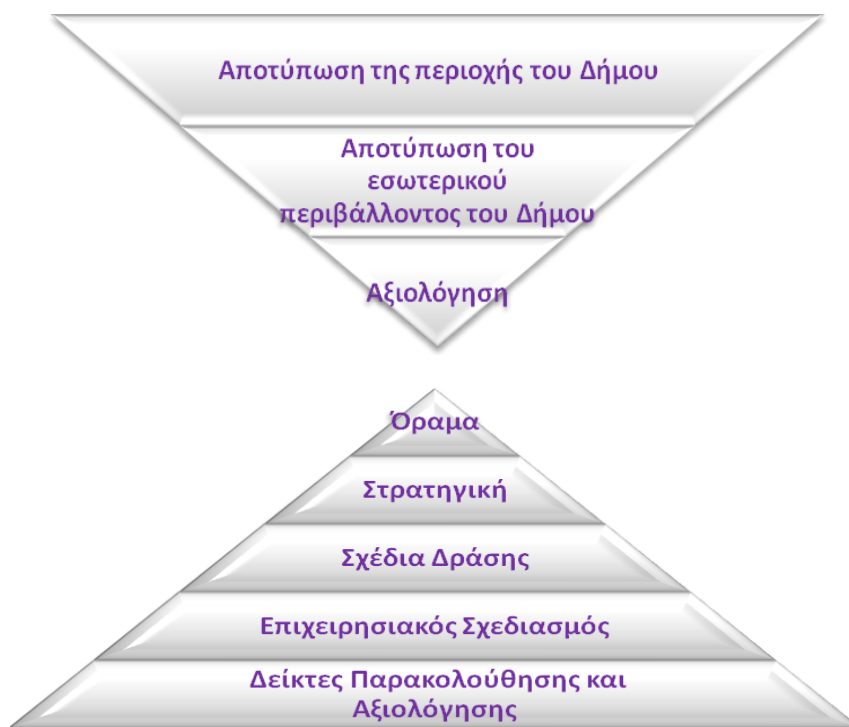 Αποτύπωση της περιοχής του Δήμου
Αποτύπωση του
εσωτερικού
περιβάλλοντος του Δήμου
Αξιολόγηση
Όραμα
Στρατηγική
Σχέδια Δράσης
Επιχειρησιακός Σχεδιασμός
Δείκτες Παρακολούθησης και
Αξιολόγησης